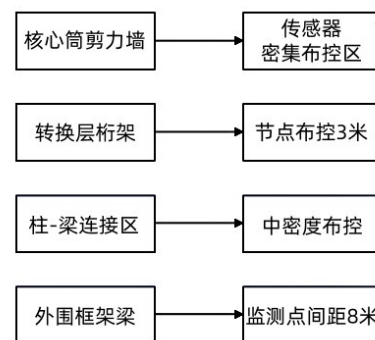 核心筒剪力墙
传感器
密集布控区
转换层桁架
节点布控3米
柱-梁连接区
中密度布控
外围框架梁
监测点间距8米